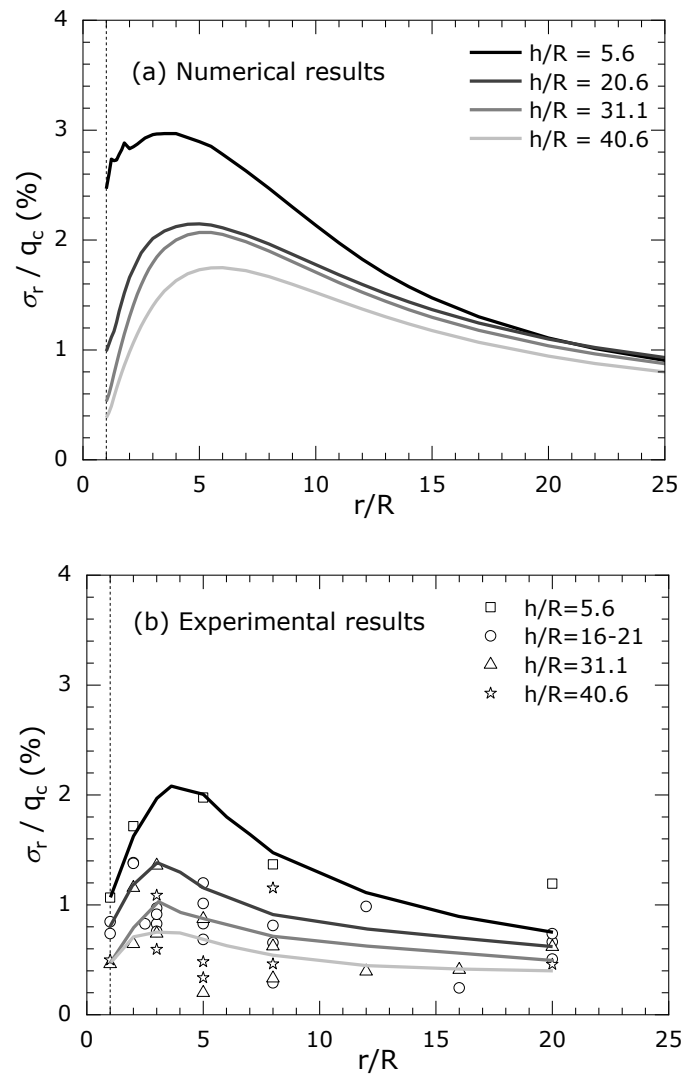 4
(a) Numerical results
h/R = 5.6
h/R = 20.6
h/R = 31.1
h/R = 40.6
3
2
1
0
σr / qc (%)
0 5 10 15 20 25
r/R
4
(b) Experimental results
h/R=5.6
h/R=16-21
h/R=31.1
h/R=40.6
3
2
1
0
σr / qc (%)
0 5 10 15 20 25
r/R